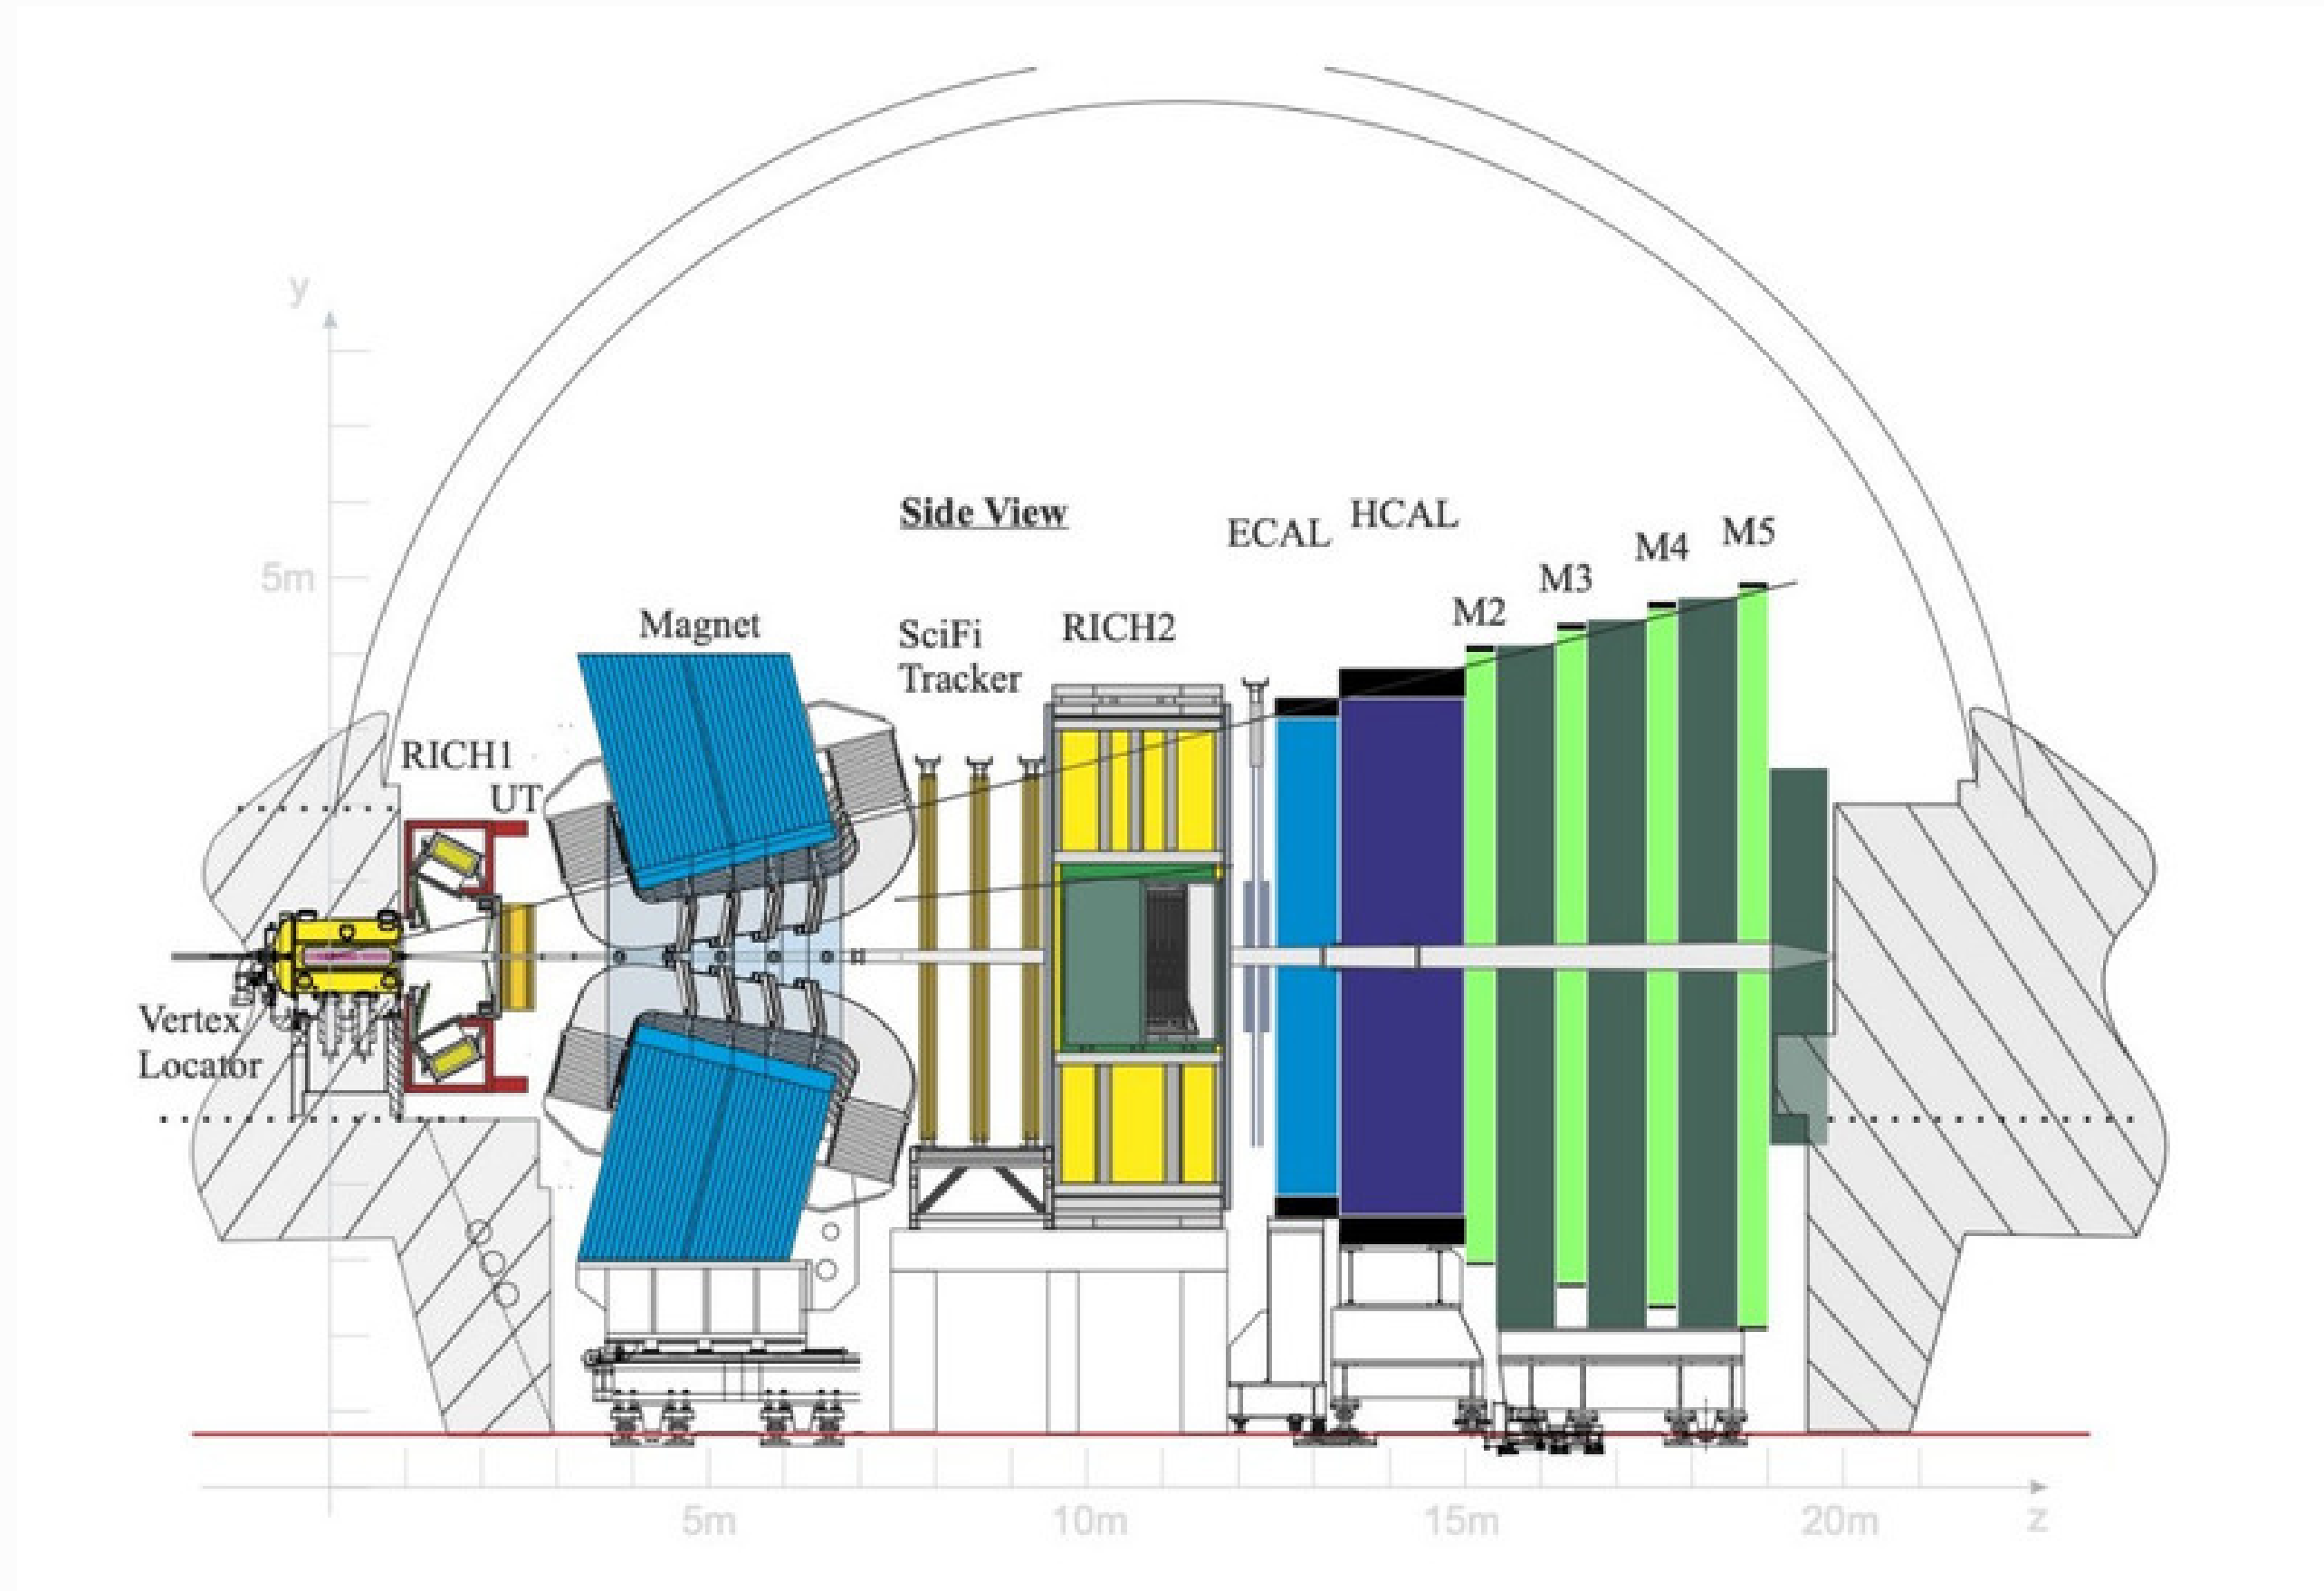 y
Side View
ECAL
HCAL
M5
M4
M3
M2
5m
Magnet
SciFi
Tracker
RICH2
RICH1
UT
Vertex
Locator
5m
10m
15m
20m
z